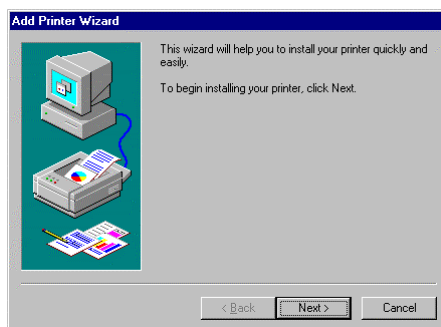 Add Printer Wizard
This wizard will help you to install your printer quickly and
easily.
To begin installing your printer, click Next.
< Back
Next >
Cancel